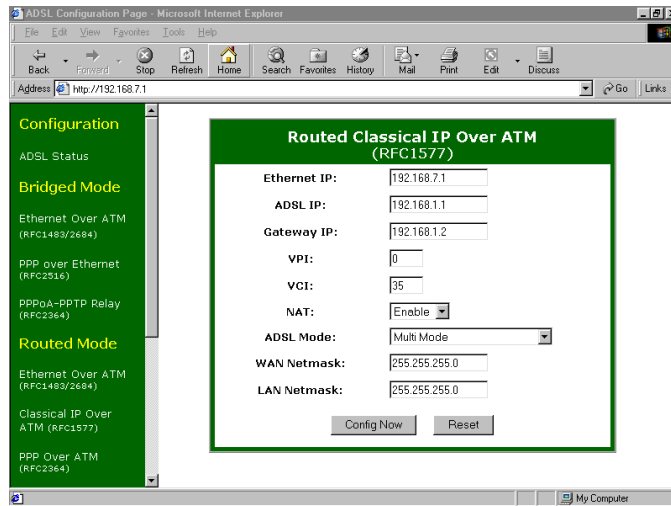 ADSL Configuration Page - Microsoft Internet Explorer
File Edit View Favorites Tools Help
Back Forward Stop Refresh Home Search Favorites History Mail Print Edit Discuss
Address http://192.168.7.1 Go Links
Configuration
ADSL Status
Bridged Mode
Ethernet Over ATM
(RFC1483/2684)
PPP over Ethernet
(RFC2516)
PPPoA-PPTP Relay
(RFC2364)
Routed Mode
Ethernet Over ATM
(RFC1483/2684)
Classical IP Over
ATM (RFC1577)
PPP Over ATM
(RFC2364)
Routed Classical IP Over ATM
(RFC1577)
Ethernet IP: 192.168.7.1
ADSL IP: 192.168.1.1
Gateway IP: 192.168.1.2
VPI: 0
VCI: 35
NAT: Enable
ADSL Mode: Multi Mode
WAN Netmask: 255.255.255.0
LAN Netmask: 255.255.255.0
Config Now Reset
My Computer